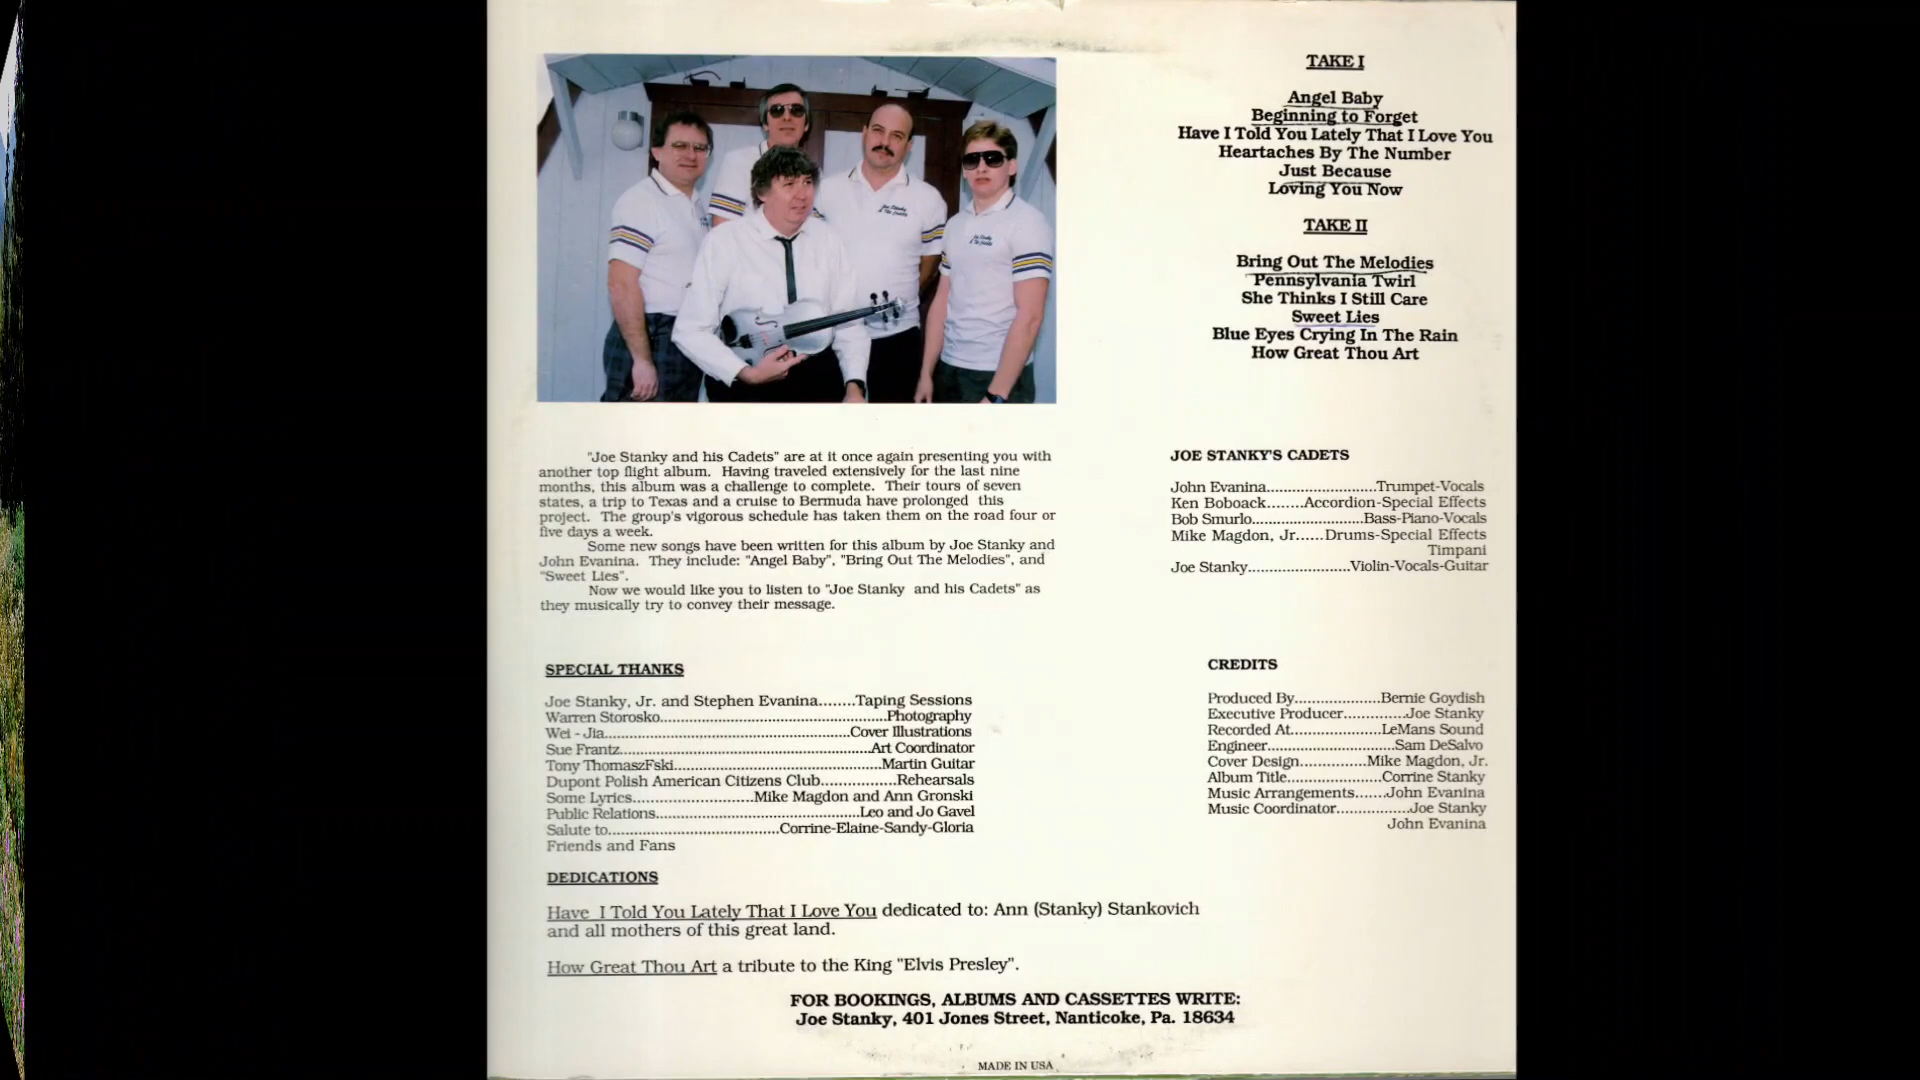 TAKE I
Angel Baby
Beginning to Forget
Have I Told You Lately That I Love You
Heartaches By The Number
Just Because
Loving You Now
TAKE II
Bring Out The Melodies
Pennsylvania Twirl
She Thinks I Still Care
Sweet Lies
Blue Eyes Crying In The Rain
How Great Thou Art
"Joe Stanky and his Cadets" are at it once again presenting you with
another top flight album. Having traveled extensively for the last nine
months, this album was a challenge to complete. Their tours of seven
states, a trip to Texas and a cruise to Bermuda have prolonged this
project. The group's vigorous schedule has taken them on the road four or
five days a week.
Some new songs have been written for this album by Joe Stanky and
John Evanina. They include: "Angel Baby", "Bring Out The Melodies", and
"Sweet Lies".
Now we would like you to listen to "Joe Stanky and his Cadets" as
they musically try to convey their message.
JOE STANKY'S CADETS
John Evanina.......................Trumpet-Vocals
Ken Boboack........Accordion-Special Effects
Bob Smurlo.......................Bass-Piano-Vocals
Mike Magdon, Jr......Drums-Special Effects
Timpani
Joe Stanky.....................Violin-Vocals-Guitar
SPECIAL THANKS
Joe Stanky, Jr. and Stephen Evanina........Taping Sessions
Warren Storosko................................................Photography
Wei - Jia....................................................Cover Illustrations
Sue Frantz.....................................................Art Coordinator
Tony ThomaszFski............................................Martin Guitar
Dupont Polish American Citizens Club...............Rehearsals
Some Lyrics.........................Mike Magdon and Ann Gronski
Public Relations...........................................Leo and Jo Gavel
Salute to....................................Corrine-Elaine-Sandy-Gloria
Friends and Fans
CREDITS
Produced By..................Bernie Goydish
Executive Producer.............Joe Stanky
Recorded At...................LeMans Sound
Engineer...........................Sam DeSalvo
Cover Design..............Mike Magdon, Jr.
Album Title....................Corrine Stanky
Music Arrangements.......John Evanina
Music Coordinator................Joe Stanky
John Evanina
DEDICATIONS
Have I Told You Lately That I Love You dedicated to: Ann (Stanky) Stankovich
and all mothers of this great land.
How Great Thou Art a tribute to the King "Elvis Presley".
FOR BOOKINGS, ALBUMS AND CASSETTES WRITE:
Joe Stanky, 401 Jones Street, Nanticoke, Pa. 18634
MADE IN USA